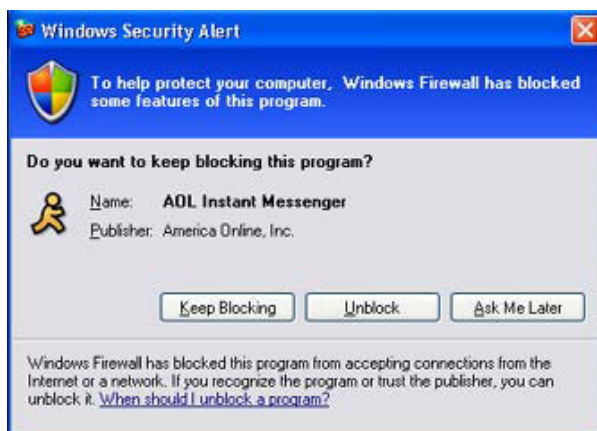 Windows Security Alert
To help protect your computer, Windows Firewall has blocked
some features of this program.
Do you want to keep blocking this program?
Name: AOL Instant Messenger
Publisher: America Online, Inc.
Keep Blocking Unblock Ask Me Later
Windows Firewall has blocked this program from accepting connections from the
Internet or a network. If you recognize the program or trust the publisher, you can
unblock it. When should I unblock a program?